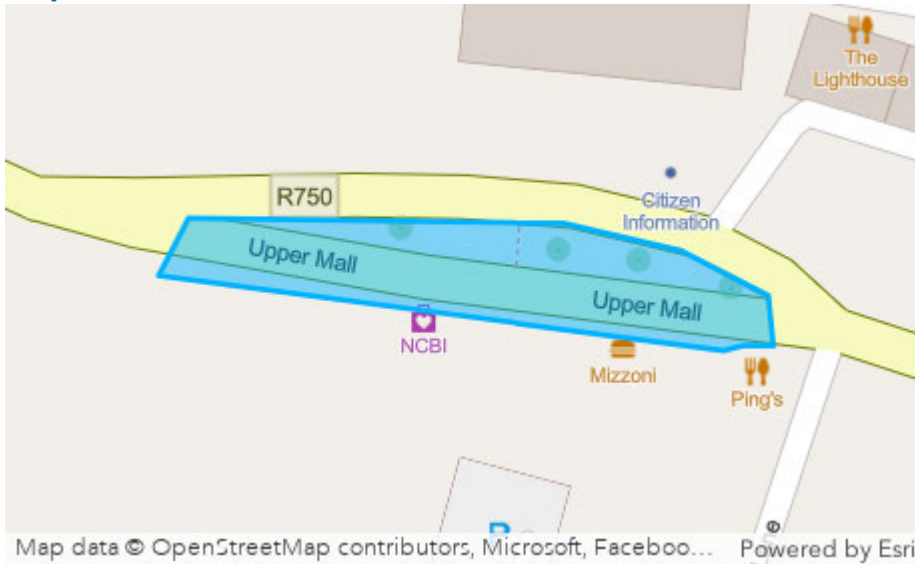 The
Lighthouse
R750
Citizen
Information
Upper Mall
Upper Mall
NCBI
Mizzoni
Ping's
Map data © OpenStreetMap contributors, Microsoft, Faceboo...
Powered by Esri